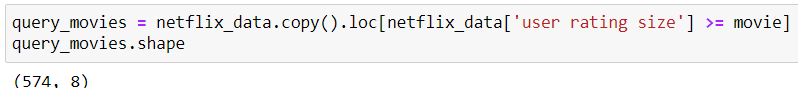 query_movies = netflix_data.copy().loc[netflix_data['user rating size'] >= movie]
query_movies.shape
(574, 8)